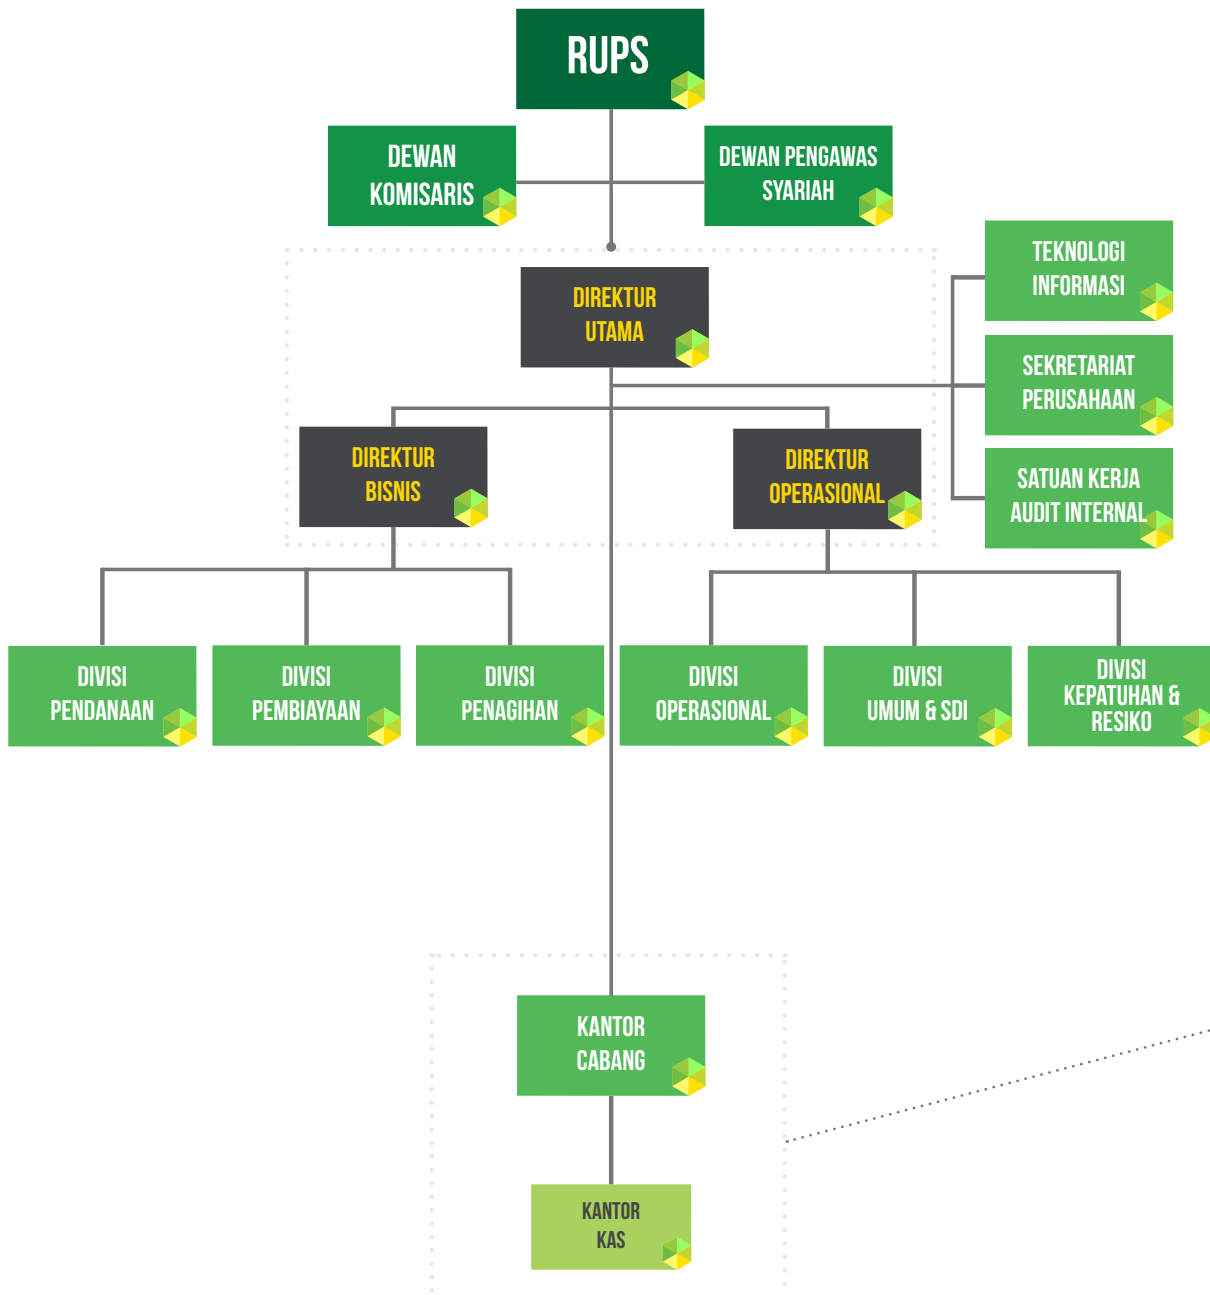 RUPS
DEWAN
KOMISARIS
DEWAN PENGAWAS
SYARIAH
TEKNOLOGI
INFORMASI
DIREKTUR
UTAMA
SEKRETARIAT
PERUSAHAAN
DIREKTUR
BISNIS
DIREKTUR
OPERASIONAL
SATUAN KERJA
AUDIT INTERNAL
DIVISI
PENDANAAN
DIVISI
PEMBIAYAAN
DIVISI
PENAGIHAN
DIVISI
OPERASIONAL
DIVISI
UMUM & SDI
DIVISI
KEPATUHAN &
RESIKO
KANTOR
CABANG
KANTOR
KAS